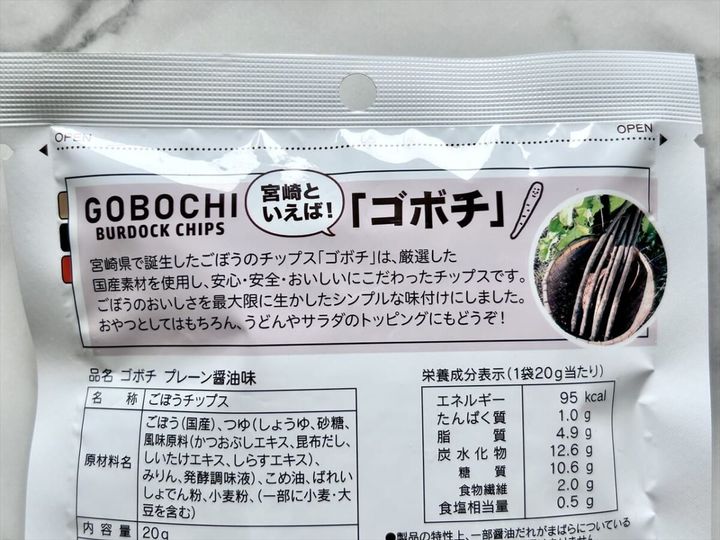 OPEN
OPEN
GOBOCHI
BURDOCK CHIPS
宮崎と
いえば!
「ゴボチ」
宮崎県で誕生したごぼうのチップス「ゴボチ」は、厳選した
国産素材を使用し、安心・安全・おいしいにこだわったチップスです。
ごぼうのおいしさを最大限に生かしたシンプルな味付けにしました。
おやつとしてはもちろん、うどんやサラダのトッピングにもどうぞ!
品名 ゴボチ プレーン醤油味
名称 ごぼうチップス
原材料名
ごぼう(国産)、つゆ(しょうゆ、砂糖、
風味原料(かつおぶしエキス、昆布だし、
しいたけエキス、しらすエキス)、
みりん、発酵調味液)、こめ油、ばれい
しょでん粉、小麦粉、(一部に小麦・大
豆を含む)
内容量 20g
栄養成分表示(1袋20g当たり)
エネルギー 95 kcal
たんぱく質 1.0 g
脂質 4.9 g
炭水化物 12.6 g
糖質 10.6 g
食物繊維 2.0 g
食塩相当量 0.5 g
●製品の特性上、一部醤油だれがまばらについている